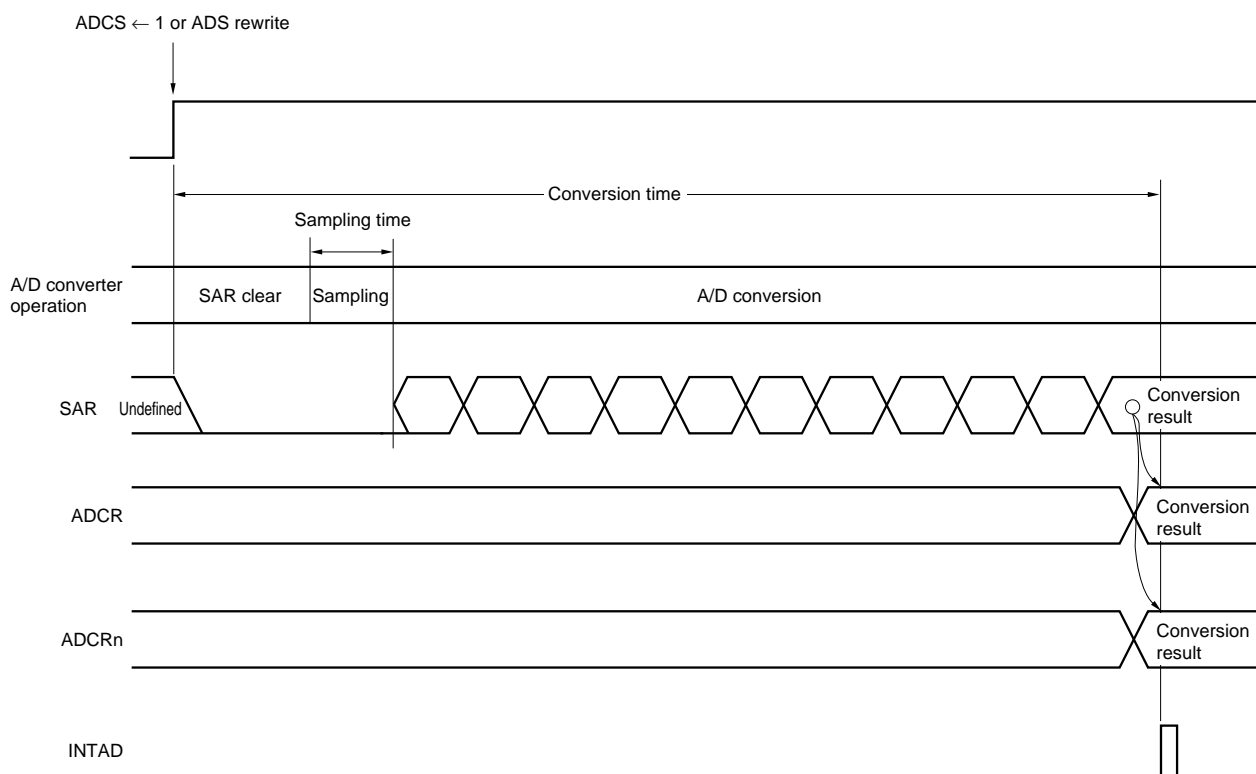 ADCS ← 1 or ADS rewrite
Conversion time
Sampling time
A/D converter
operation
SAR clear
Sampling
A/D conversion
SAR
Undefined
Conversion
result
ADCR
Conversion
result
ADCRn
Conversion
result
INTAD